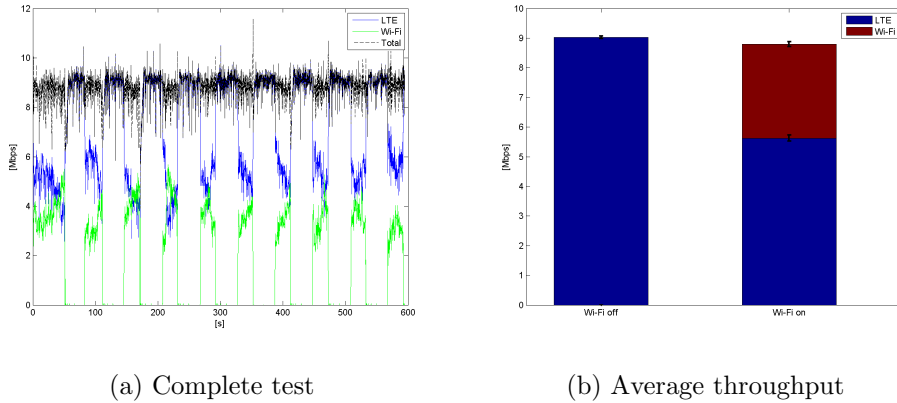 12
10
8
6
4
2
0
[Mbps]
0 100 200 300 400 500 600
[s]
LTE
Wi-Fi
Total
10
9
8
7
6
5
4
3
2
1
0
[Mbps]
Wi-Fi off Wi-Fi on
LTE
Wi-Fi
(a) Complete test
(b) Average throughput